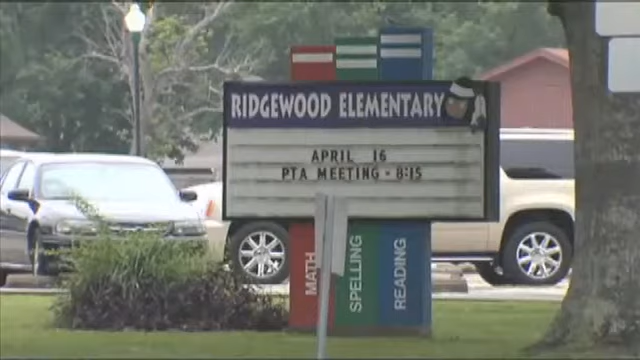 RIDGEWOOD ELEMENTARY
APRIL 16
PTA MEETING - 8:15
MATH
SPELLING
READING